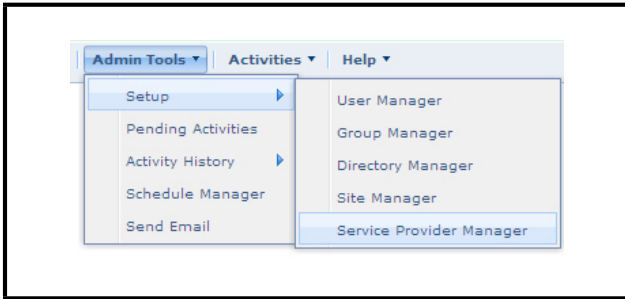 Admin Tools Activities Help
Setup
Pending Activities
Activity History
Schedule Manager
Send Email
User Manager
Group Manager
Directory Manager
Site Manager
Service Provider Manager